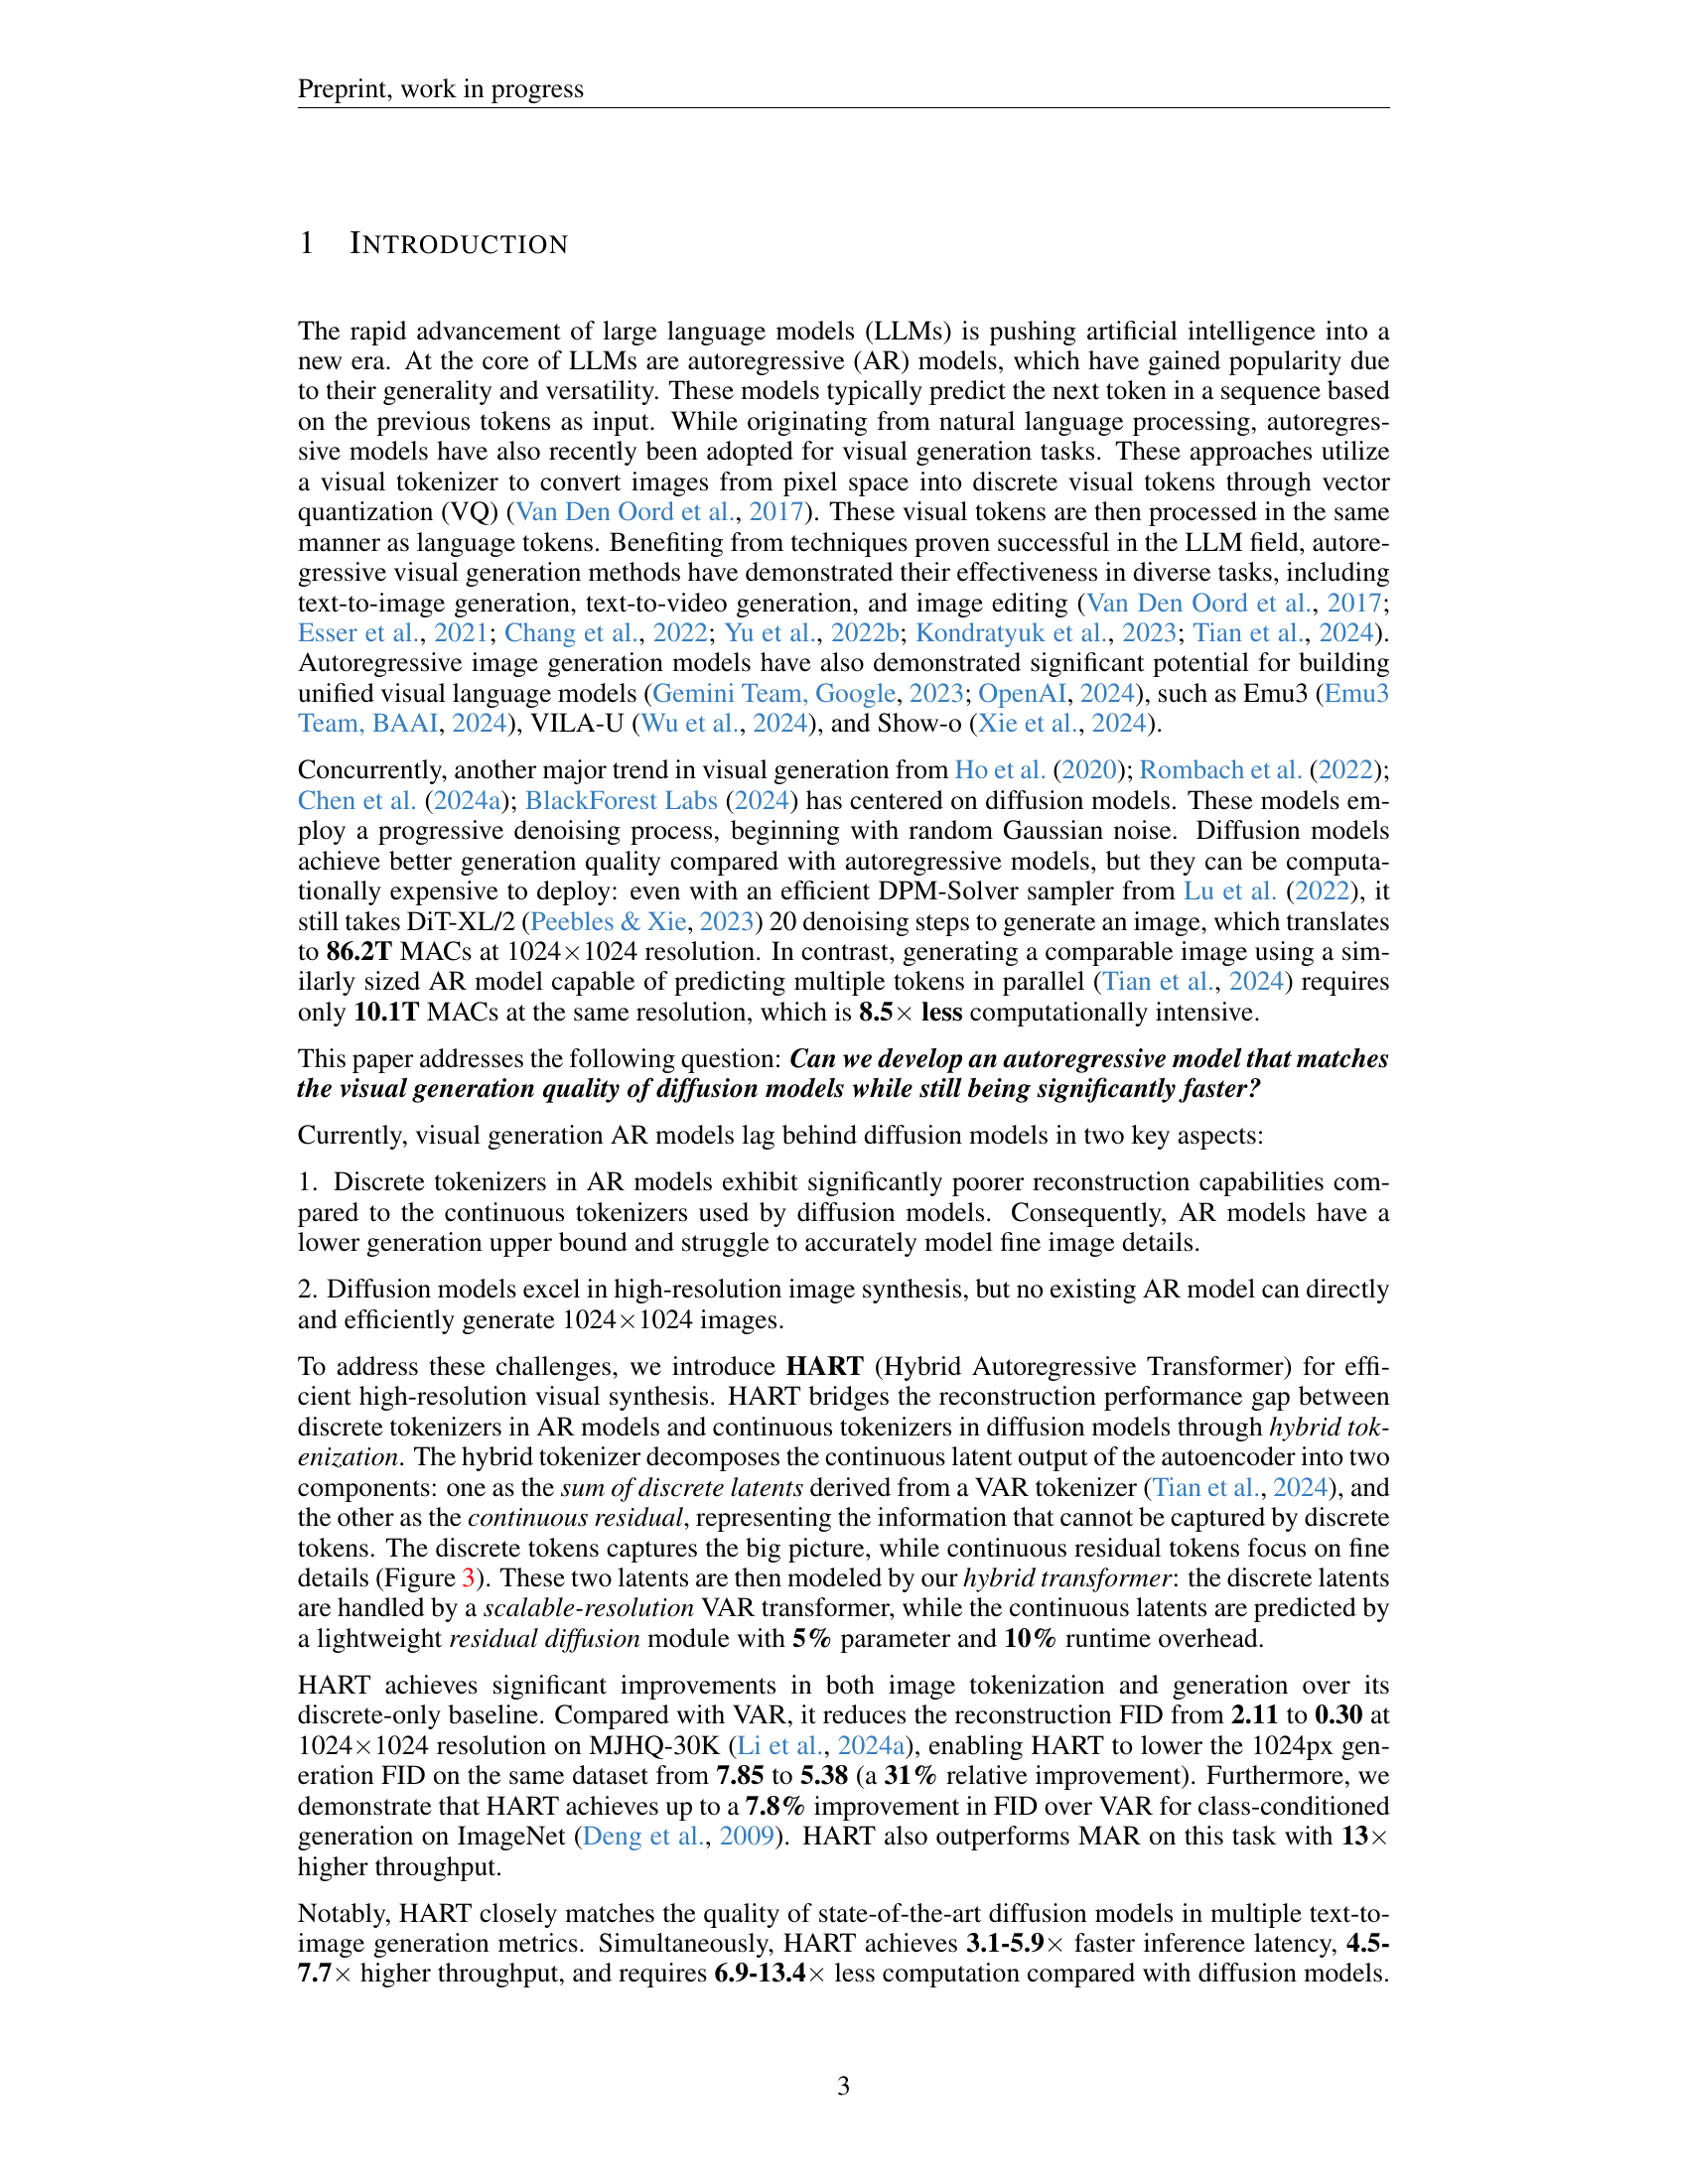 Preprint, work in progress
1 INTRODUCTION
The rapid advancement of large language models (LLMs) is pushing artificial intelligence into a
new era. At the core of LLMs are autoregressive (AR) models, which have gained popularity due
to their generality and versatility. These models typically predict the next token in a sequence based
on the previous tokens as input. While originating from natural language processing, autoregres-
sive models have also recently been adopted for visual generation tasks. These approaches utilize
a visual tokenizer to convert images from pixel space into discrete visual tokens through vector
quantization (VQ) (Van Den Oord et al., 2017). These visual tokens are then processed in the same
manner as language tokens. Benefiting from techniques proven successful in the LLM field, autore-
gressive visual generation methods have demonstrated their effectiveness in diverse tasks, including
text-to-image generation, text-to-video generation, and image editing (Van Den Oord et al., 2017;
Esser et al., 2021; Chang et al., 2022; Yu et al., 2022b; Kondratyuk et al., 2023; Tian et al., 2024).
Autoregressive image generation models have also demonstrated significant potential for building
unified visual language models (Gemini Team, Google, 2023; OpenAI, 2024), such as Emu3 (Emu3
Team, BAAI, 2024), VILA-U (Wu et al., 2024), and Show-o (Xie et al., 2024).
Concurrently, another major trend in visual generation from Ho et al. (2020); Rombach et al. (2022);
Chen et al. (2024a); BlackForest Labs (2024) has centered on diffusion models. These models em-
ploy a progressive denoising process, beginning with random Gaussian noise. Diffusion models
achieve better generation quality compared with autoregressive models, but they can be computa-
tionally expensive to deploy: even with an efficient DPM-Solver sampler from Lu et al. (2022), it
still takes DiT-XL/2 (Peebles & Xie, 2023) 20 denoising steps to generate an image, which translates
to 86.2T MACs at 1024×1024 resolution. In contrast, generating a comparable image using a sim-
ilarly sized AR model capable of predicting multiple tokens in parallel (Tian et al., 2024) requires
only 10.1T MACs at the same resolution, which is 8.5× less computationally intensive.
This paper addresses the following question: Can we develop an autoregressive model that matches
the visual generation quality of diffusion models while still being significantly faster?
Currently, visual generation AR models lag behind diffusion models in two key aspects:
1. Discrete tokenizers in AR models exhibit significantly poorer reconstruction capabilities com-
pared to the continuous tokenizers used by diffusion models. Consequently, AR models have a
lower generation upper bound and struggle to accurately model fine image details.
2. Diffusion models excel in high-resolution image synthesis, but no existing AR model can directly
and efficiently generate 1024×1024 images.
To address these challenges, we introduce HART (Hybrid Autoregressive Transformer) for effi-
cient high-resolution visual synthesis. HART bridges the reconstruction performance gap between
discrete tokenizers in AR models and continuous tokenizers in diffusion models through hybrid tok-
enization. The hybrid tokenizer decomposes the continuous latent output of the autoencoder into two
components: one as the sum of discrete latents derived from a VAR tokenizer (Tian et al., 2024), and
the other as the continuous residual, representing the information that cannot be captured by discrete
tokens. The discrete tokens captures the big picture, while continuous residual tokens focus on fine
details (Figure 3). These two latents are then modeled by our hybrid transformer: the discrete latents
are handled by a scalable-resolution VAR transformer, while the continuous latents are predicted by
a lightweight residual diffusion module with 5% parameter and 10% runtime overhead.
HART achieves significant improvements in both image tokenization and generation over its
discrete-only baseline. Compared with VAR, it reduces the reconstruction FID from 2.11 to 0.30 at
1024×1024 resolution on MJHQ-30K (Li et al., 2024a), enabling HART to lower the 1024px gen-
eration FID on the same dataset from 7.85 to 5.38 (a 31% relative improvement). Furthermore, we
demonstrate that HART achieves up to a 7.8% improvement in FID over VAR for class-conditioned
generation on ImageNet (Deng et al., 2009). HART also outperforms MAR on this task with 13×
higher throughput.
Notably, HART closely matches the quality of state-of-the-art diffusion models in multiple text-to-
image generation metrics. Simultaneously, HART achieves 3.1-5.9× faster inference latency, 4.5-
7.7× higher throughput, and requires 6.9-13.4× less computation compared with diffusion models.
3